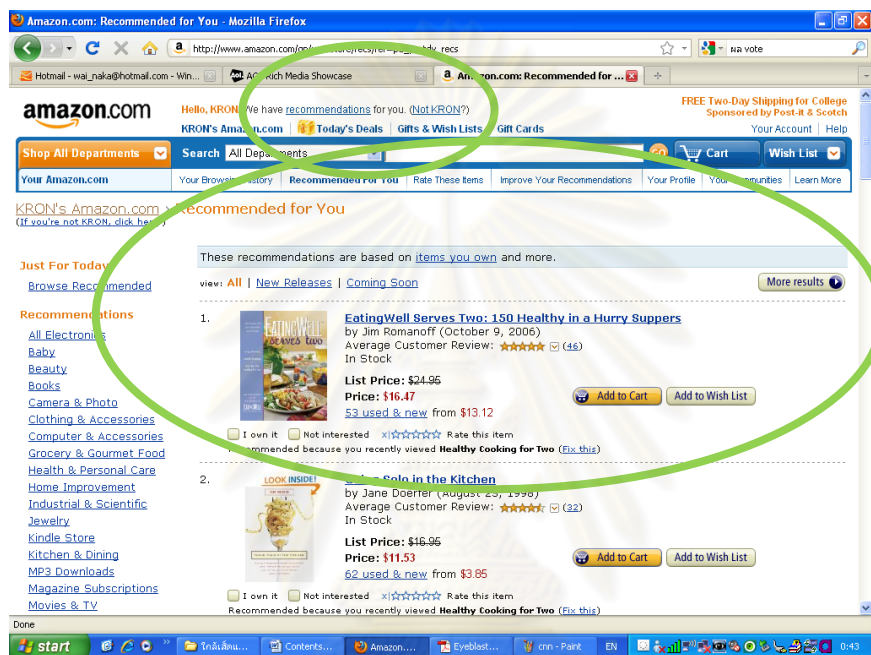 Amazon.com: Recommended for You - Mozilla Firefox
http://www.amazon.com/gp/ recs
ผล vote
Hotmail - wai_naka@hotmail.com - Win...
Rich Media Showcase
Amazon.com: Recommended for ...
amazon.com
Hello, KRON. We have recommendations for you. (Not KRON?)
FREE Two-Day Shipping for College
Sponsored by Post-it & Scotch
KRON's Amazon.com
Today's Deals
Gifts & Wish Lists
Gift Cards
Your Account | Help
Shop All Departments
Search
All Departments
GO
Cart
Wish List
Your Amazon.com
Your Browsing History
Recommended For You
Rate These Items
Improve Your Recommendations
Your Profile
Your Communities
Learn More
KRON's Amazon.com > Recommended for You
(If you're not KRON, click here.)
These recommendations are based on items you own and more.
view: All | New Releases | Coming Soon
More results
Just For Today
Browse Recommended
Recommendations
All Electronics
Baby
Beauty
Books
Camera & Photo
Clothing & Accessories
Computer & Accessories
Grocery & Gourmet Food
Health & Personal Care
Home Improvement
Industrial & Scientific
Jewelry
Kindle Store
Kitchen & Dining
MP3 Downloads
Magazine Subscriptions
Movies & TV
1.
EATINGWELL
SERVES TWO
EatingWell Serves Two: 150 Healthy in a Hurry Suppers
by Jim Romanoff (October 9, 2006)
Average Customer Review: (46)
In Stock
List Price: $24.95
Price: $16.47
53 used & new from $13.12
Add to Cart
Add to Wish List
I own it
Not interested
x| Rate this item
Recommended because you recently viewed Healthy Cooking for Two (Fix this)
2.
LOOK INSIDE!
Solo in the Kitchen
by Jane Doerfer (August 25, 1998)
Average Customer Review: (32)
In Stock
List Price: $16.95
Price: $11.53
62 used & new from $3.85
Add to Cart
Add to Wish List
I own it
Not interested
x| Rate this item
Recommended because you recently viewed Healthy Cooking for Two (Fix this)
Done
start
Contents...
Amazon....
Eyeblast...
cnn - Paint
EN
0:43